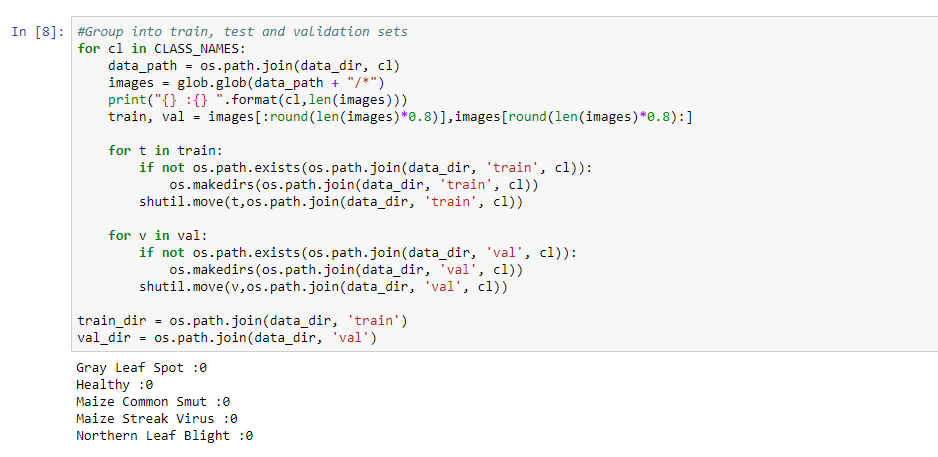 In [8]: #Group into train, test and validation sets
for cl in CLASS_NAMES:
    data_path = os.path.join(data_dir, cl)
    images = glob.glob(data_path + "/*")
    print("{} :{} ".format(cl,len(images)))
    train, val = images[:round(len(images)*0.8)],images[round(len(images)*0.8):]

    for t in train:
        if not os.path.exists(os.path.join(data_dir, 'train', cl)):
            os.makedirs(os.path.join(data_dir, 'train', cl))
        shutil.move(t,os.path.join(data_dir, 'train', cl))

    for v in val:
        if not os.path.exists(os.path.join(data_dir, 'val', cl)):
            os.makedirs(os.path.join(data_dir, 'val', cl))
        shutil.move(v,os.path.join(data_dir, 'val', cl))

train_dir = os.path.join(data_dir, 'train')
val_dir = os.path.join(data_dir, 'val')
Gray Leaf Spot :0
Healthy :0
Maize Common Smut :0
Maize Streak Virus :0
Northern Leaf Blight :0